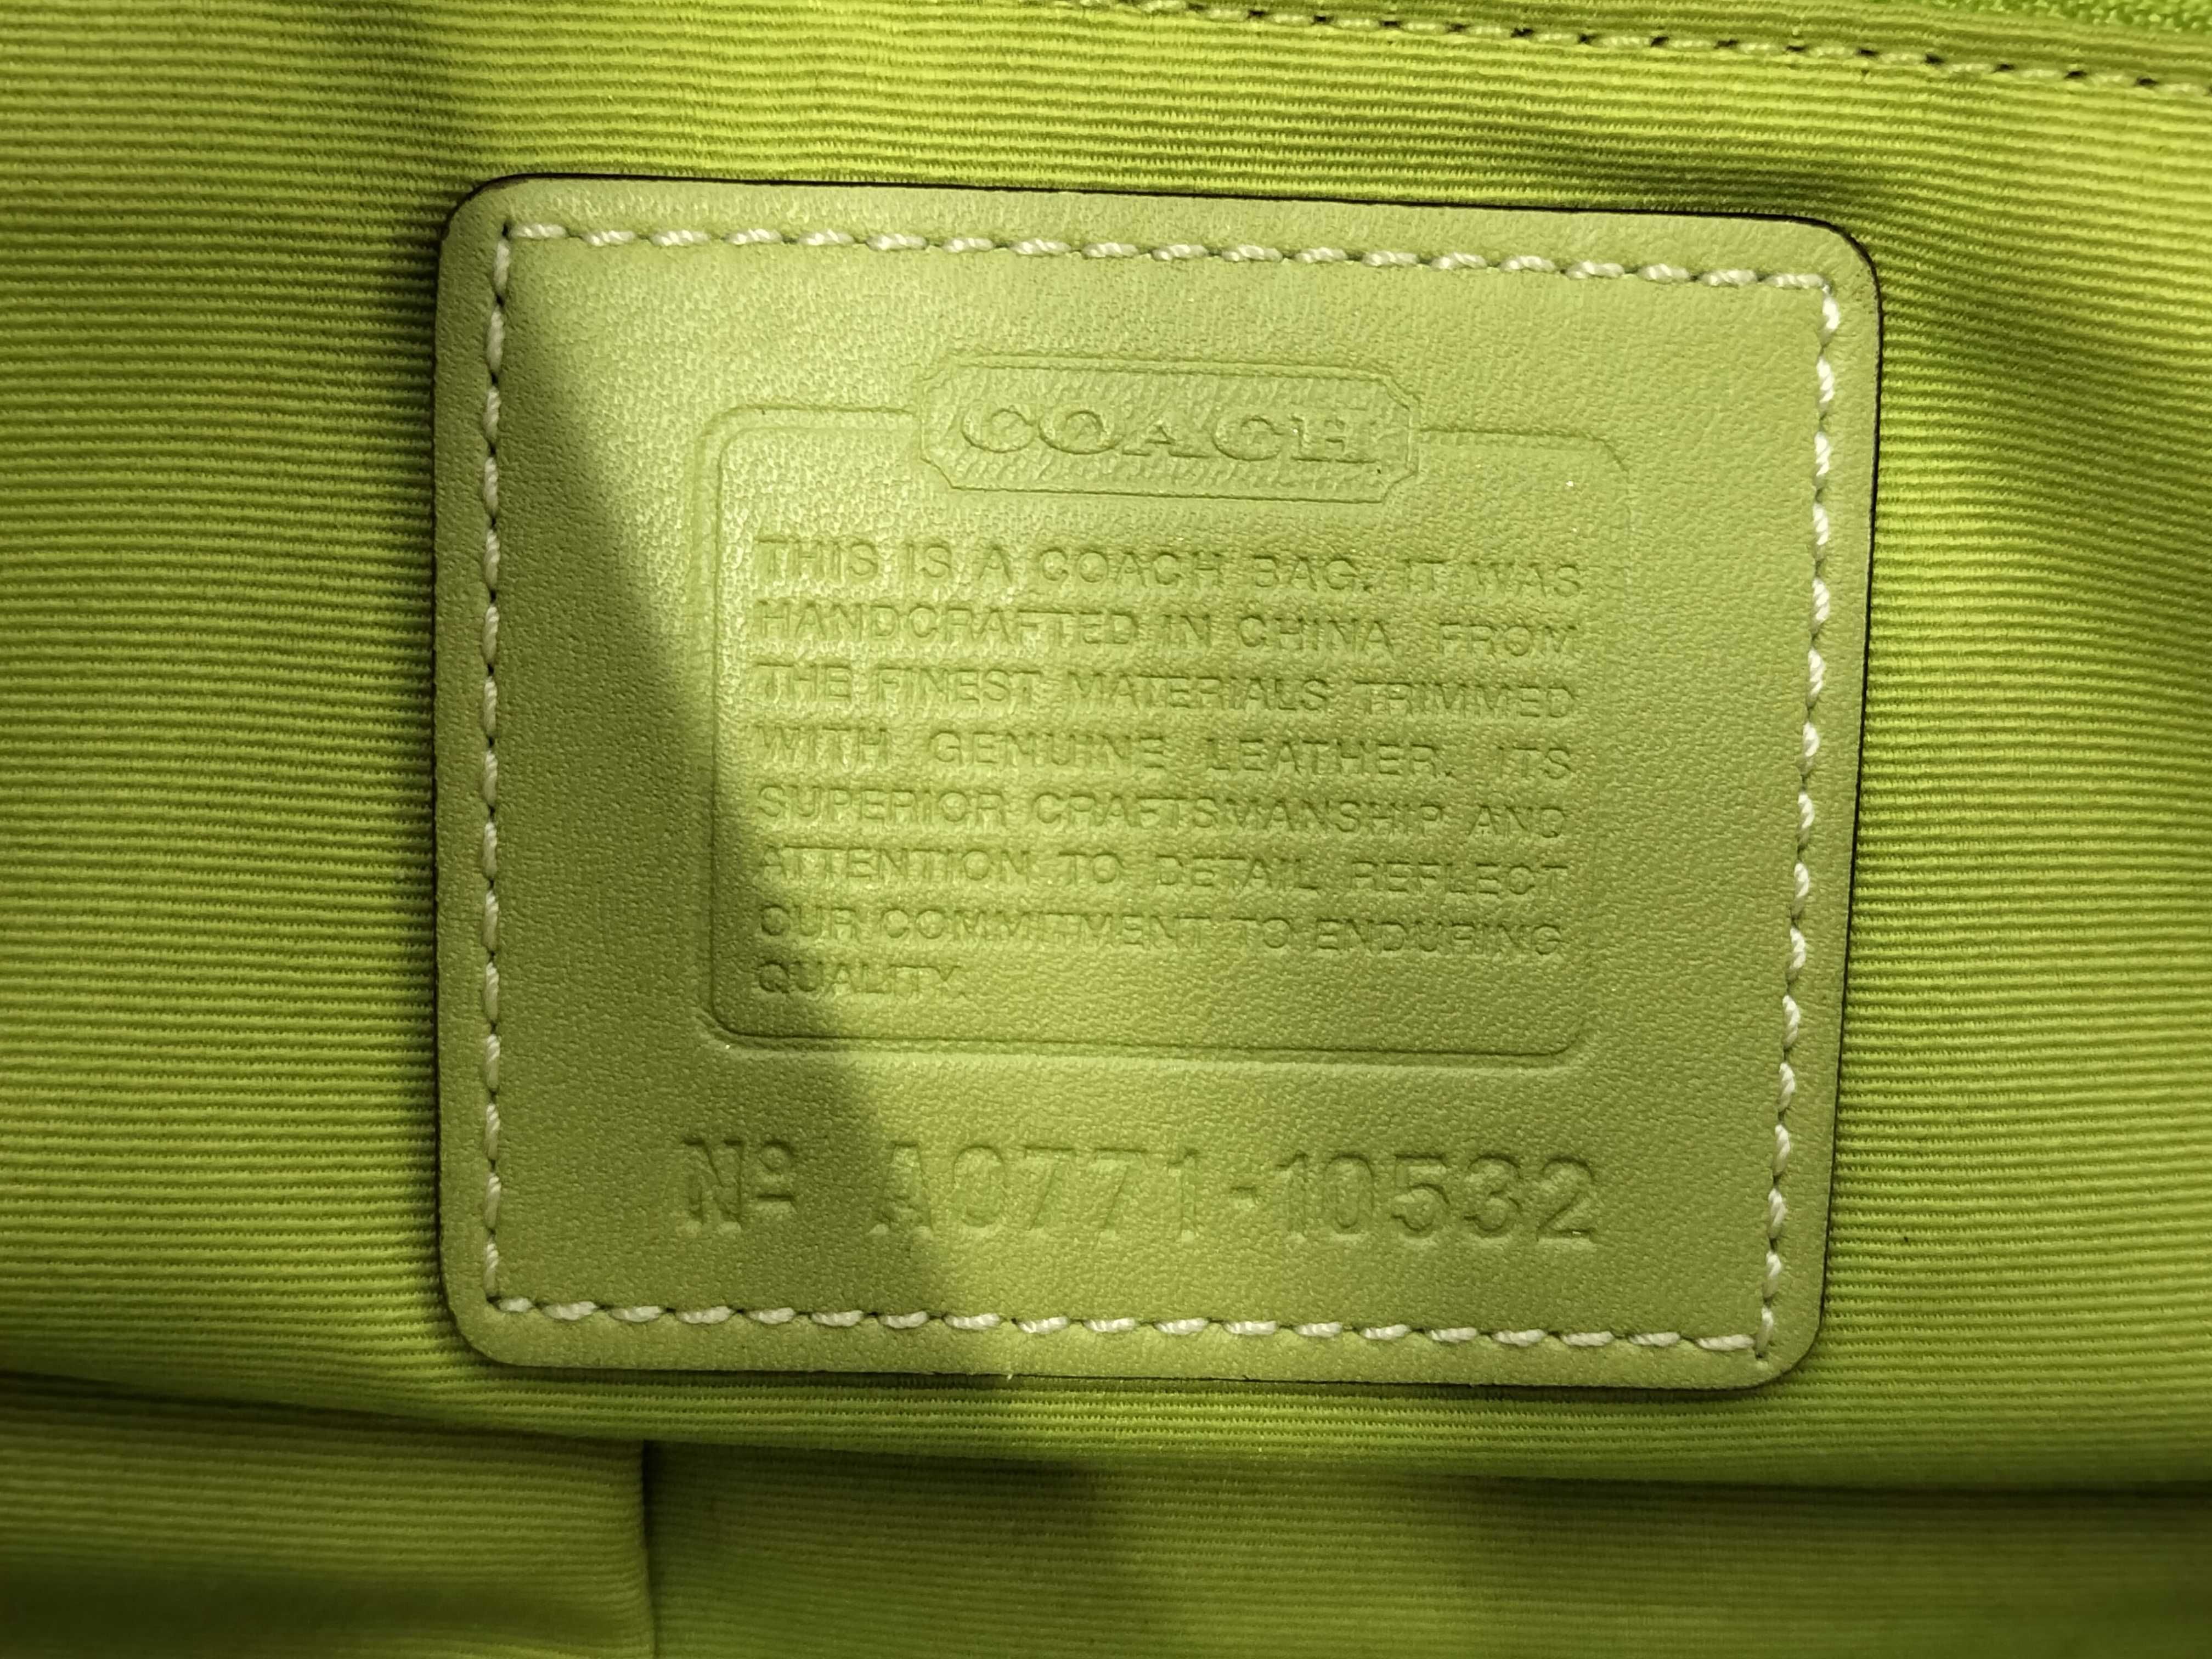 COACH
THIS IS A COACH BAG. IT WAS
HANDCRAFTED IN CHINA FROM
THE FINEST MATERIALS TRIMMED
WITH GENUINE LEATHER. ITS
SUPERIOR CRAFTSMANSHIP AND
ATTENTION TO DETAIL REFLECT
OUR COMMITMENT TO ENDURING
QUALITY.
Nº A0771-10532